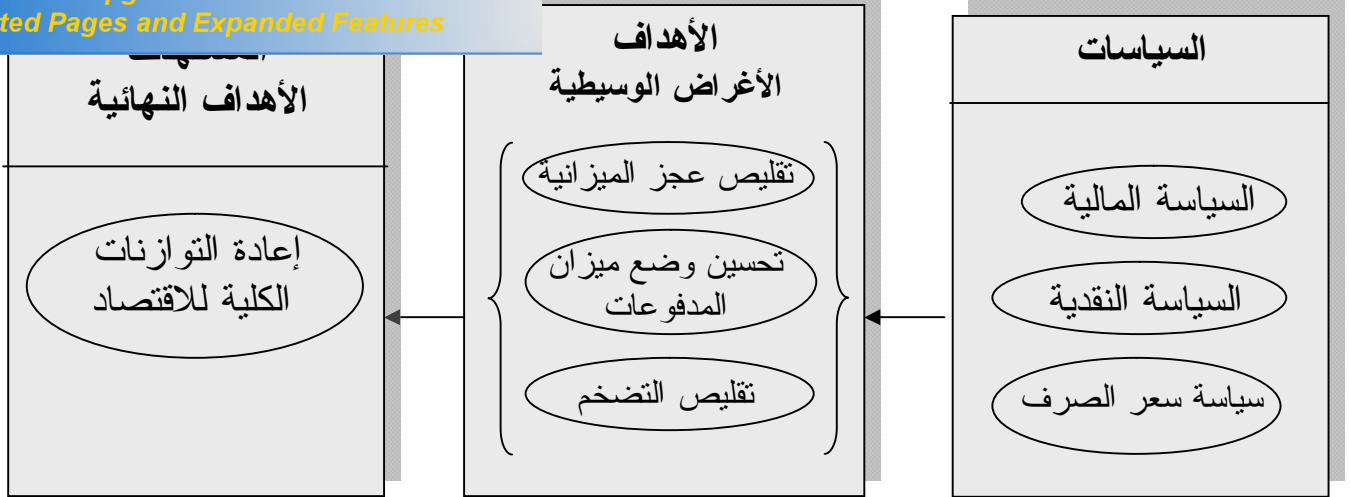 ted Pages and Expanded Features
السياسات
السياسة المالية
السياسة النقدية
سياسة سعر الصرف
الأهداف
الأغراض الوسيطية
تقليص عجز الميزانية
تحسين وضع ميزان
المدفوعات
تقليص التضخم
الأهداف النهائية
إعادة التوازنات
الكلية للاقتصاد